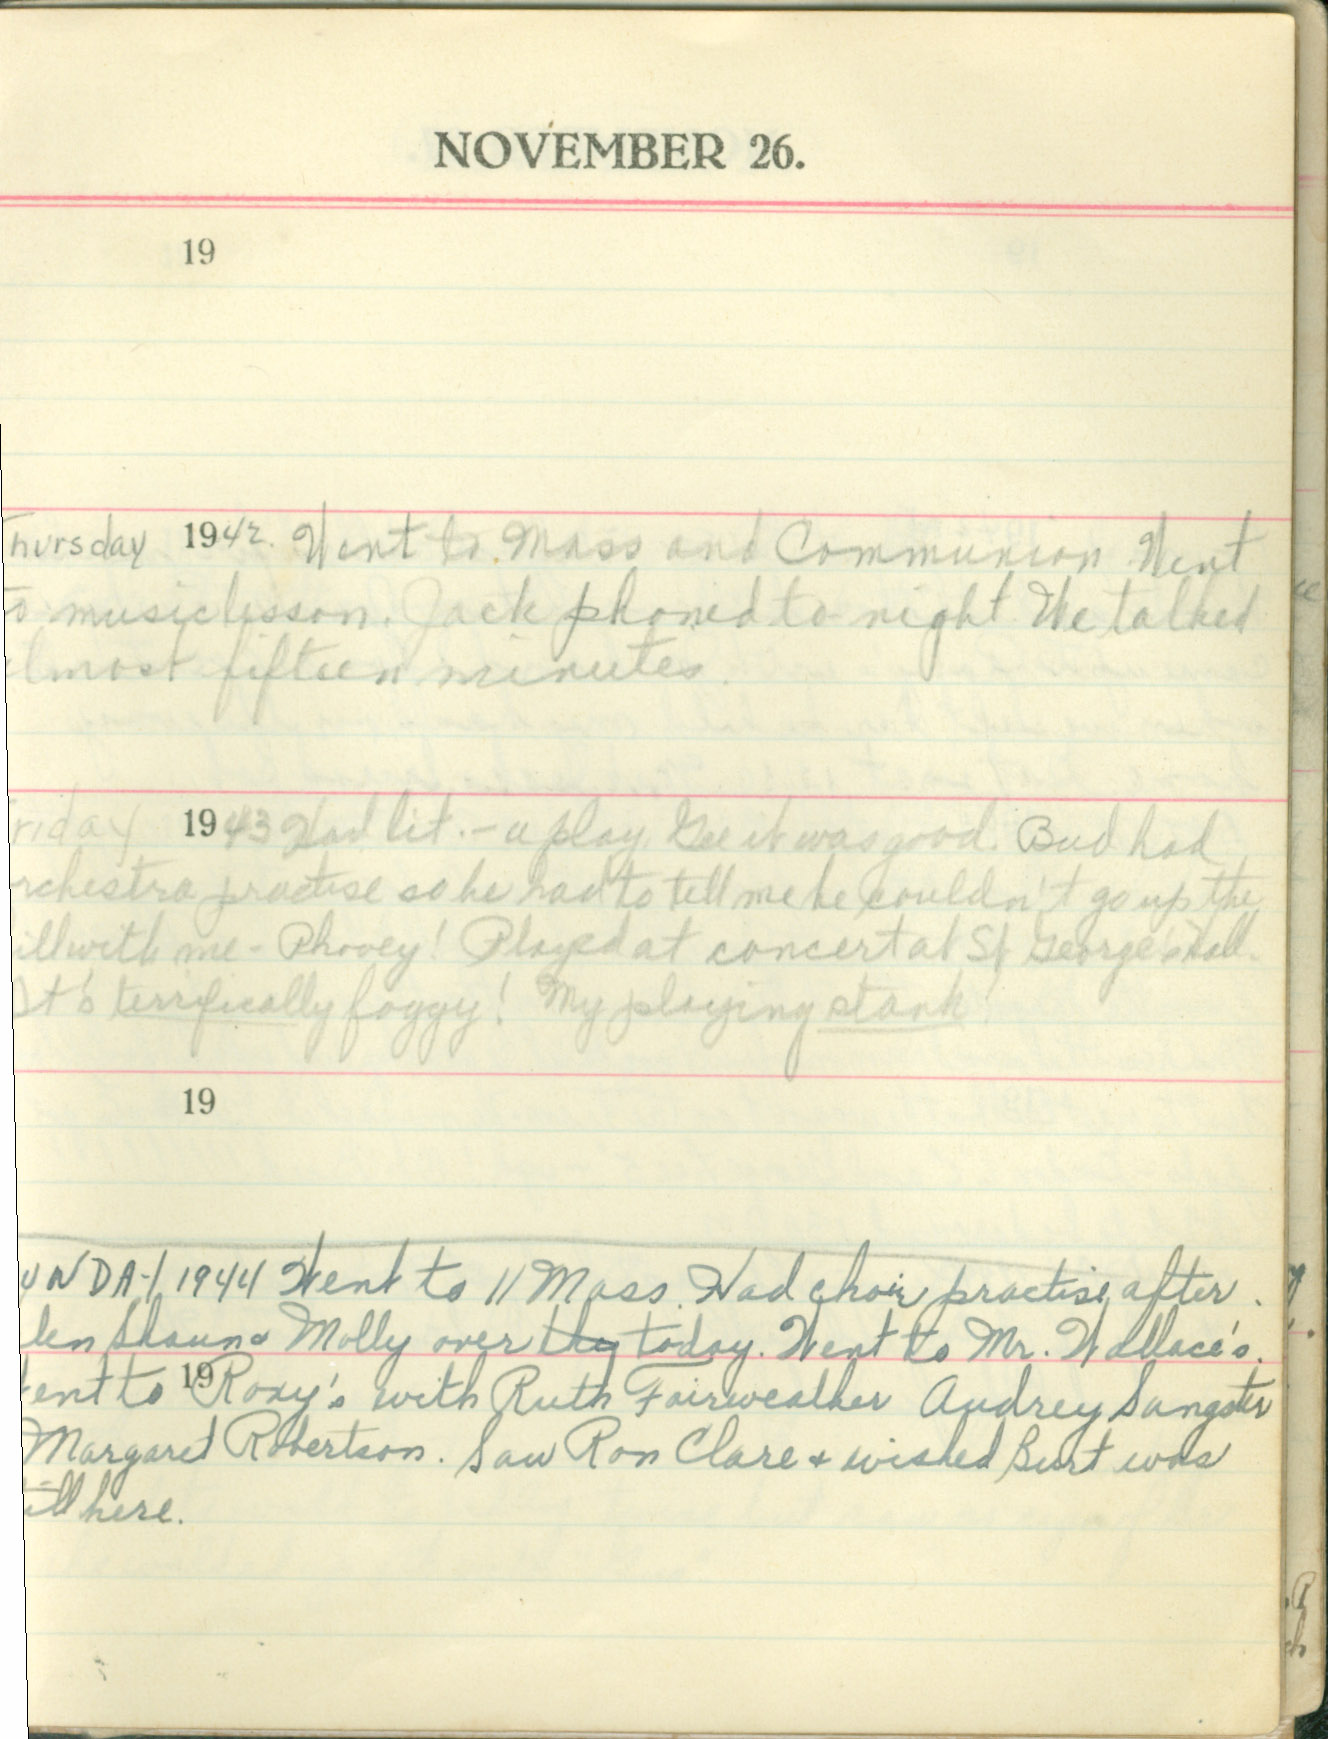 NOVEMBER 26.
19
hursday 1942. Went to Mass and Communion. Went
to music lesson. Jack phoned to-night. We talked
lmost fifteen minutes.
riday 1943 Had lit. - a play. Gee it was good. Bud had
rchestra practise so he had to tell me he couldn't go up the
ill with me - Phooey! Played at concert at St George's Hall.
It's terrifically foggy! My playing stank!
19
UNDAY 1944 Went to 11 Mass. Had choir practise after.
len Shaun & Molly over they today. Went to Mr. Wallace's.
ent to Roxy's with Ruth Fairweather Audrey Sangster
19
Margaret Robertson. Saw Ron Clare & wished Burt was
ill here.